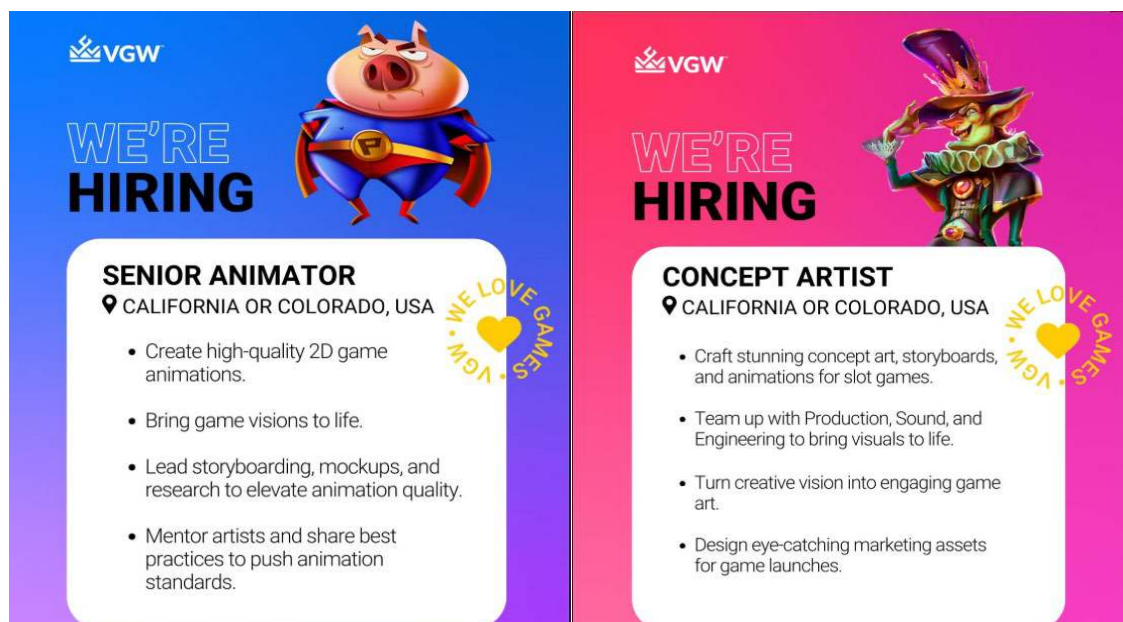 VGW
WE'RE
HIRING
SENIOR ANIMATOR
CALIFORNIA OR COLORADO, USA
• Create high-quality 2D game
animations.
• Bring game visions to life.
• Lead storyboarding, mockups, and
research to elevate animation quality.
• Mentor artists and share best
practices to push animation
standards.
WE LOVE GAMES • VGW •
P
VGW
WE'RE
HIRING
CONCEPT ARTIST
CALIFORNIA OR COLORADO, USA
• Craft stunning concept art, storyboards,
and animations for slot games.
• Team up with Production, Sound, and
Engineering to bring visuals to life.
• Turn creative vision into engaging game
art.
• Design eye-catching marketing assets
for game launches.
WE LOVE GAMES • VGW •